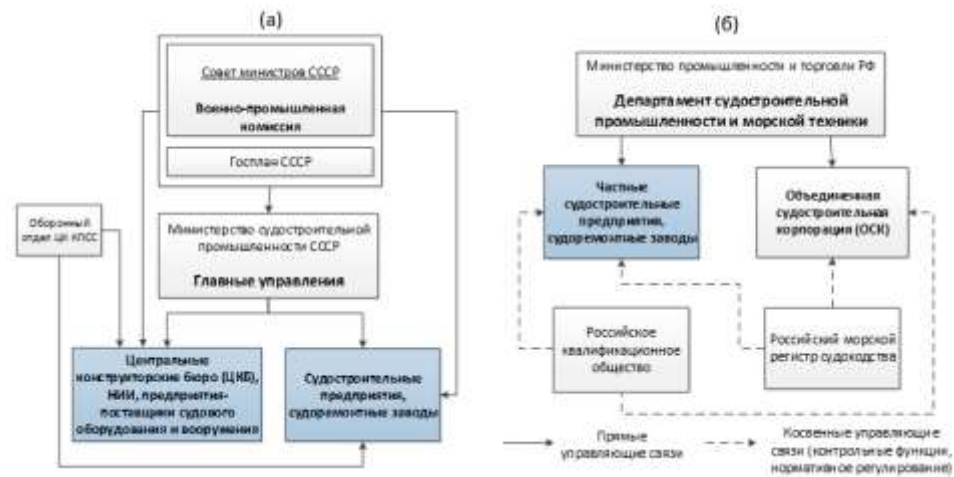 (а)
Совет министров СССР
Военно-промышленная
комиссия
Госплан СССР
Оборонный
отдел ЦК КПСС
Министерство судостроительной
промышленности СССР
Главные управления
Центральные
конструкторские бюро (ЦКБ),
НИИ, предприятия-
поставщики судового
оборудования и вооружения
Судостроительные
предприятия,
судоремонтные заводы
(б)
Министерство промышленности и торговли РФ
Департамент судостроительной
промышленности и морской техники
Частные
судостроительные
предприятия,
судоремонтные заводы
Объединенная
судостроительная
корпорация (ОСК)
Российское
квалификационное
общество
Российский морской
регистр судоходства
Прямые
управляющие связи
Косвенные управляющие
связи (контрольные функции,
нормативное регулирование)